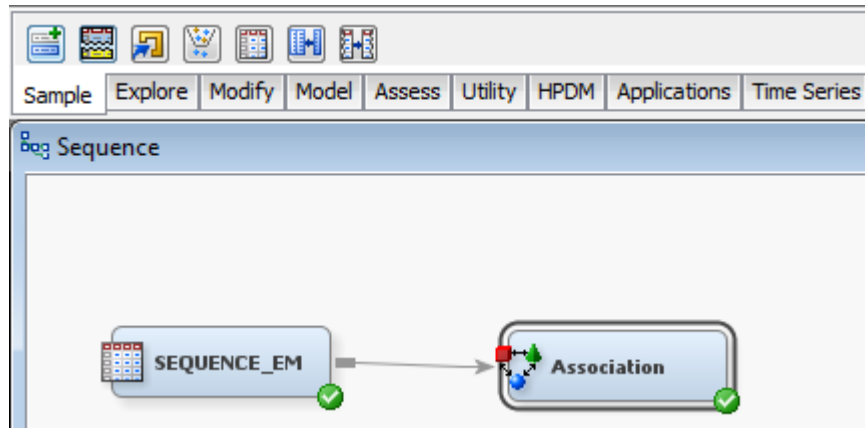 Sample Explore Modify Model Assess Utility HPDM Applications Time Series
Sequence
SEQUENCE_EM Association